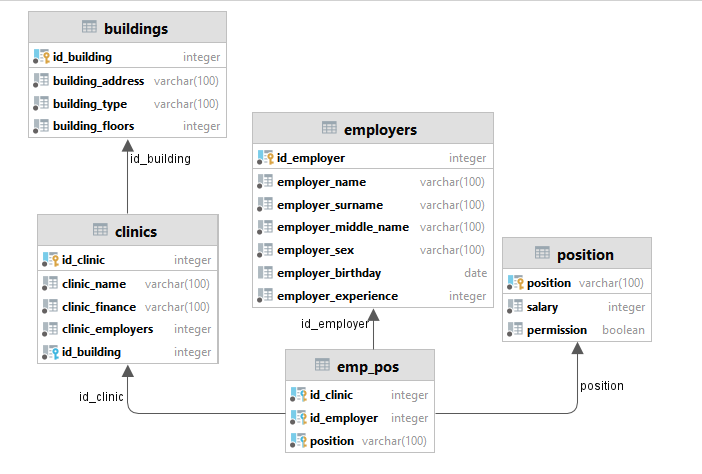 buildings
id_building integer
building_address varchar(100)
building_type varchar(100)
building_floors integer
id_building
employers
id_employer integer
employer_name varchar(100)
employer_surname varchar(100)
employer_middle_name varchar(100)
employer_sex varchar(100)
employer_birthday date
employer_experience integer
clinics
id_clinic integer
clinic_name varchar(100)
clinic_finance varchar(100)
clinic_employers integer
id_building integer
position
position varchar(100)
salary integer
permission boolean
id_employer
emp_pos
id_clinic integer
id_employer integer
position varchar(100)
id_clinic
position